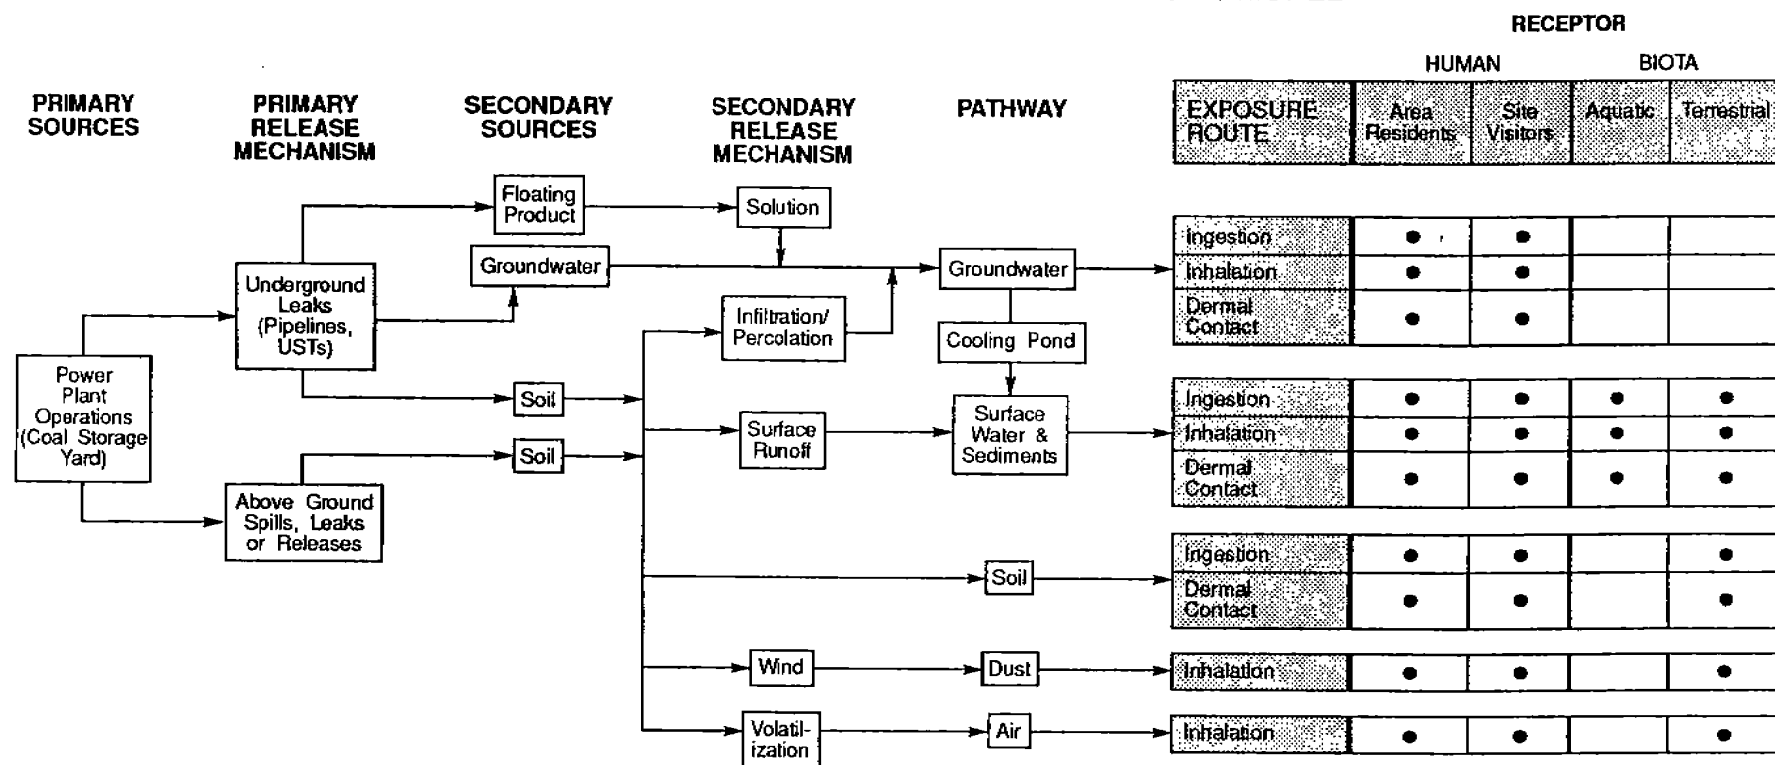 RECEPTOR
HUMAN BIOTA
PRIMARY
SOURCES
PRIMARY
RELEASE
MECHANISM
SECONDARY
SOURCES
SECONDARY
RELEASE
MECHANISM
PATHWAY
EXPOSURE
ROUTE
Area
Residents
Site
Visitors
Aquatic
Terrestrial
Floating
Product
Solution
Groundwater
Groundwater
Underground
Leaks
(Pipelines,
USTs)
Infiltration/
Percolation
Cooling Pond
Power
Plant
Operations
(Coal Storage
Yard)
Soil
Soil
Surface
Runoff
Surface
Water &
Sediments
Above Ground
Spills, Leaks
or Releases
Soil
Wind
Dust
Volatil-
ization
Air
Ingestion
Inhalation
Dermal
Contact
Ingestion
Inhalation
Dermal
Contact
Ingestion
Dermal
Contact
Inhalation
Inhalation